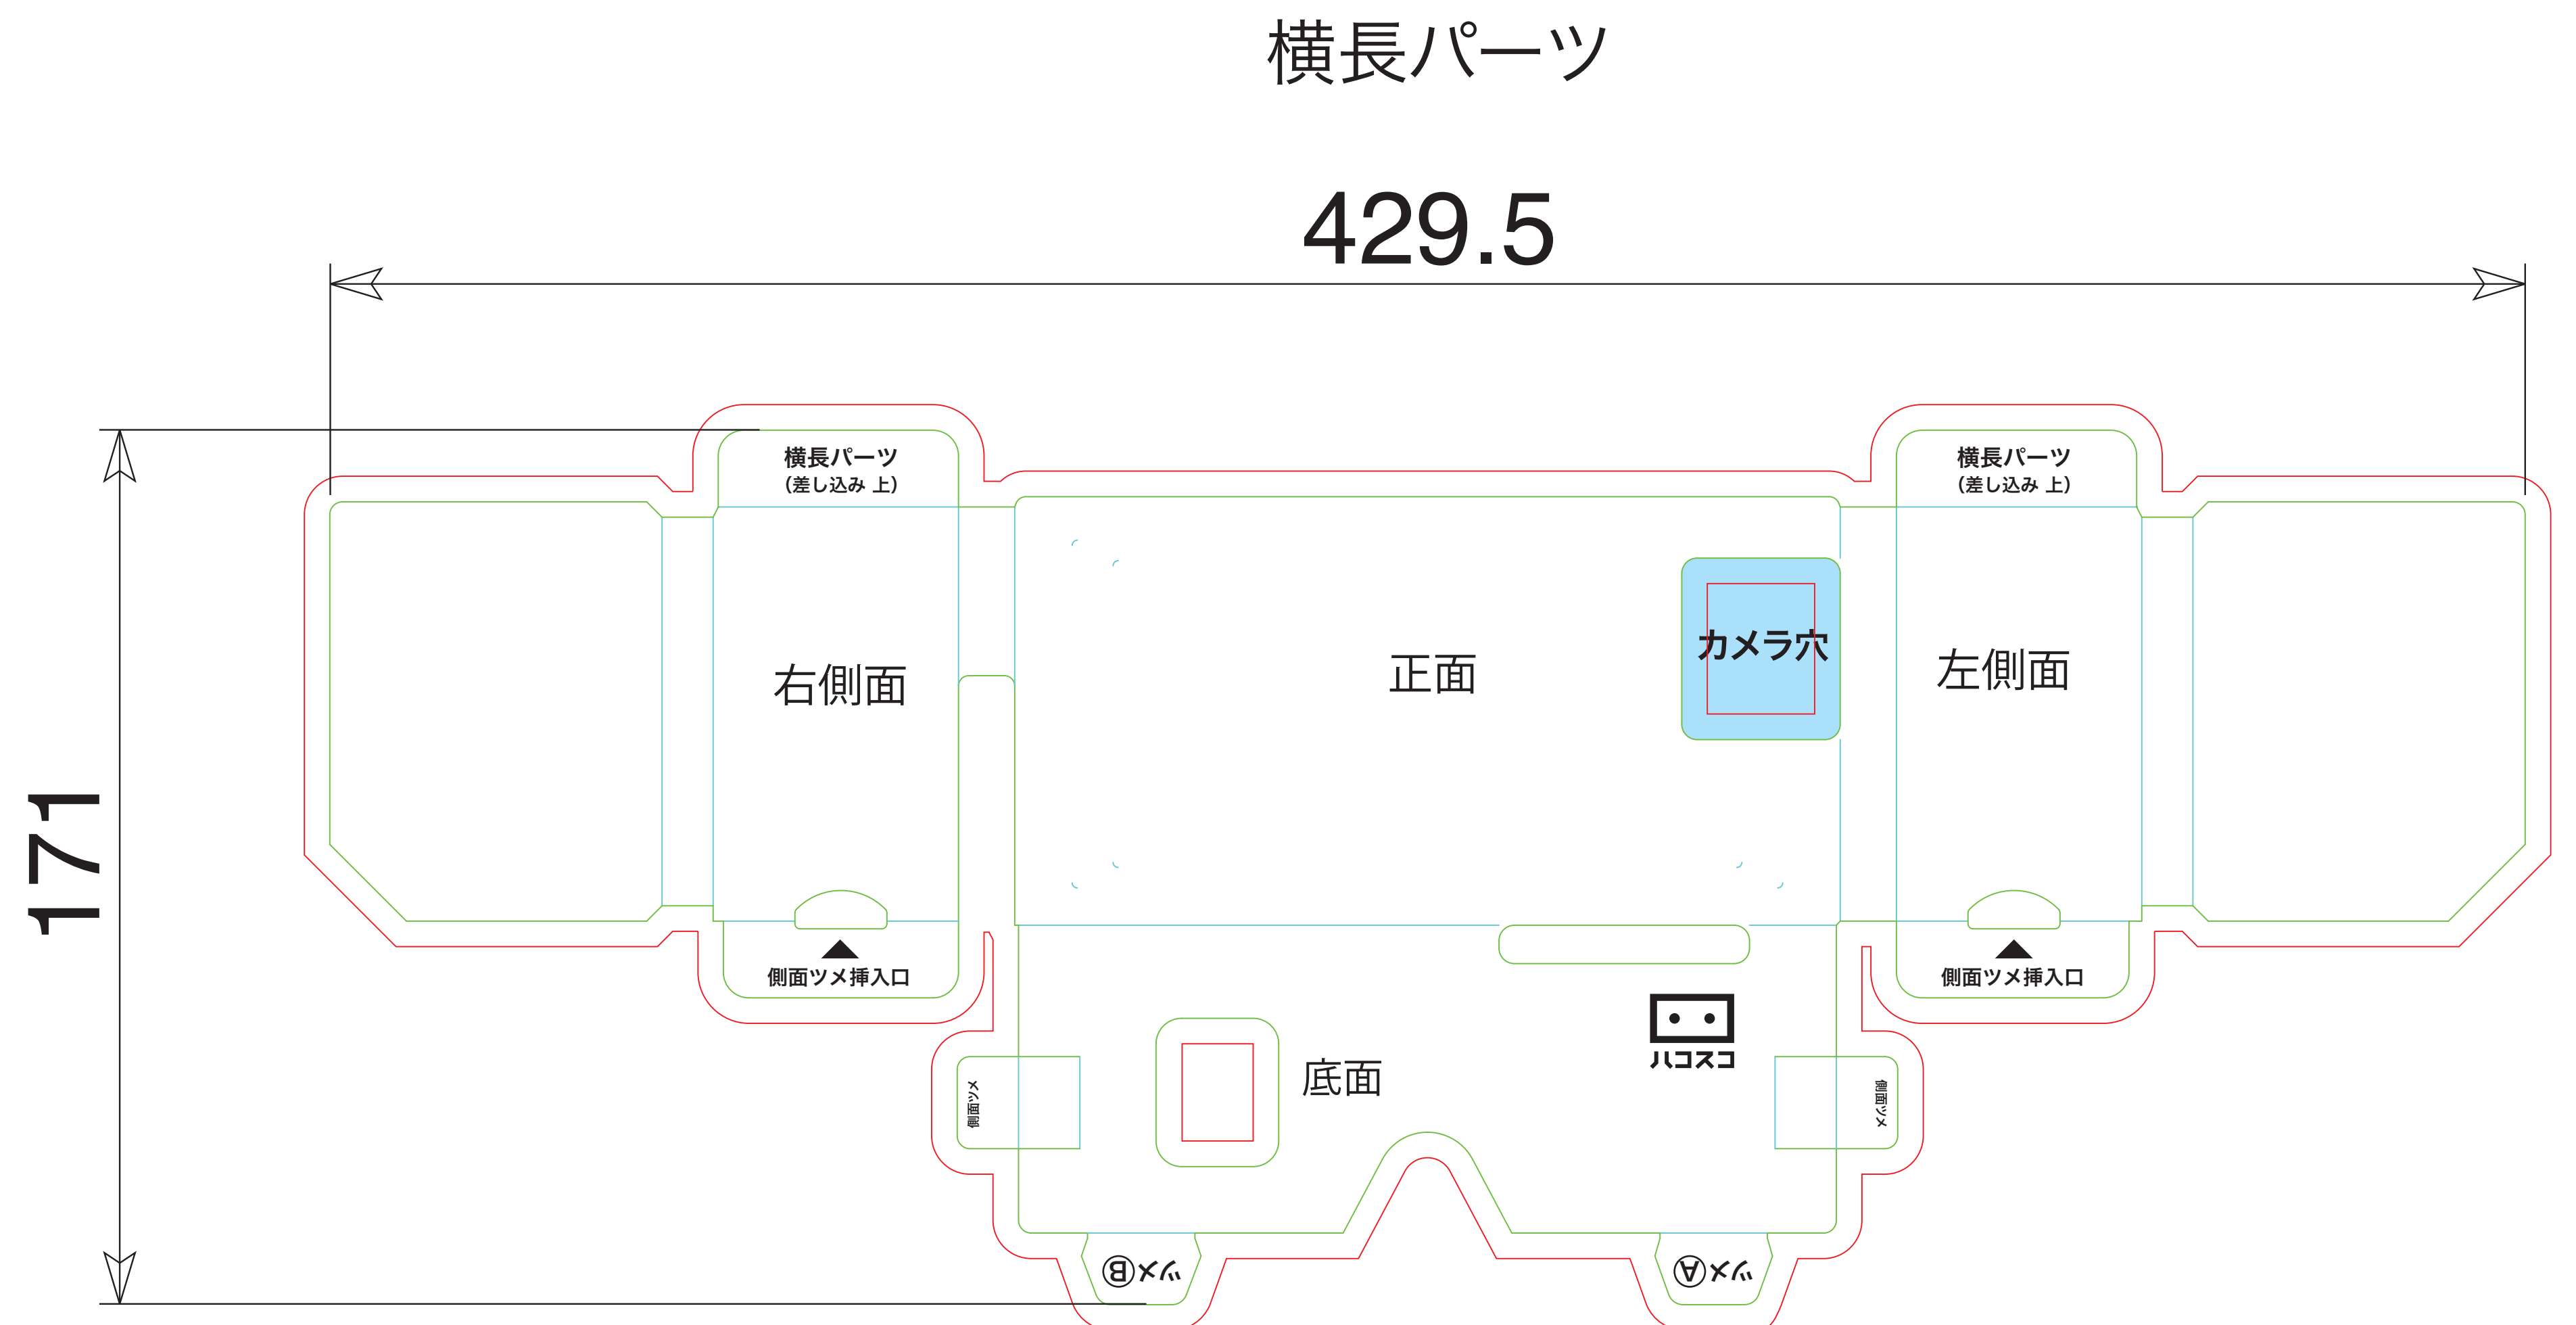 横長パーツ
429.5
171
横長パーツ
(差し込み 上)
横長パーツ
(差し込み 上)
右側面
正面
カメラ穴
左側面
側面ツメ挿入口
側面ツメ挿入口
ハコスコ
側面ツメ
底面
側面ツメ
ツメⒷ
ツメⒶ